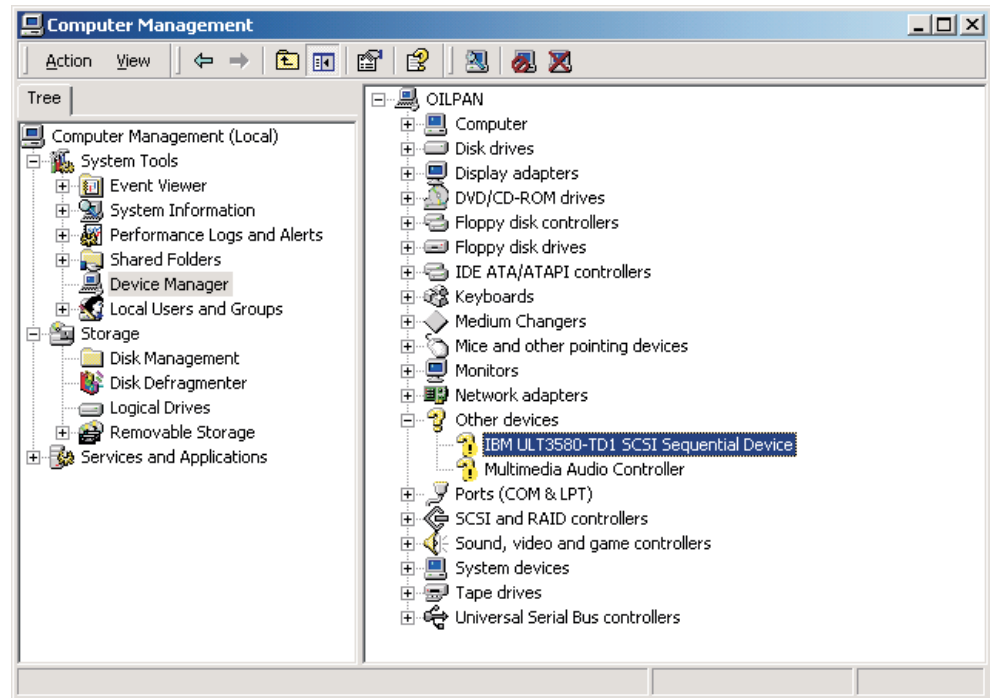 Computer Management
Action View
Tree
Computer Management (Local)
System Tools
Event Viewer
System Information
Performance Logs and Alerts
Shared Folders
Device Manager
Local Users and Groups
Storage
Disk Management
Disk Defragmenter
Logical Drives
Removable Storage
Services and Applications
OILPAN
Computer
Disk drives
Display adapters
DVD/CD-ROM drives
Floppy disk controllers
Floppy disk drives
IDE ATA/ATAPI controllers
Keyboards
Medium Changers
Mice and other pointing devices
Monitors
Network adapters
Other devices
IBM ULT3580-TD1 SCSI Sequential Device
Multimedia Audio Controller
Ports (COM & LPT)
SCSI and RAID controllers
Sound, video and game controllers
System devices
Tape drives
Universal Serial Bus controllers